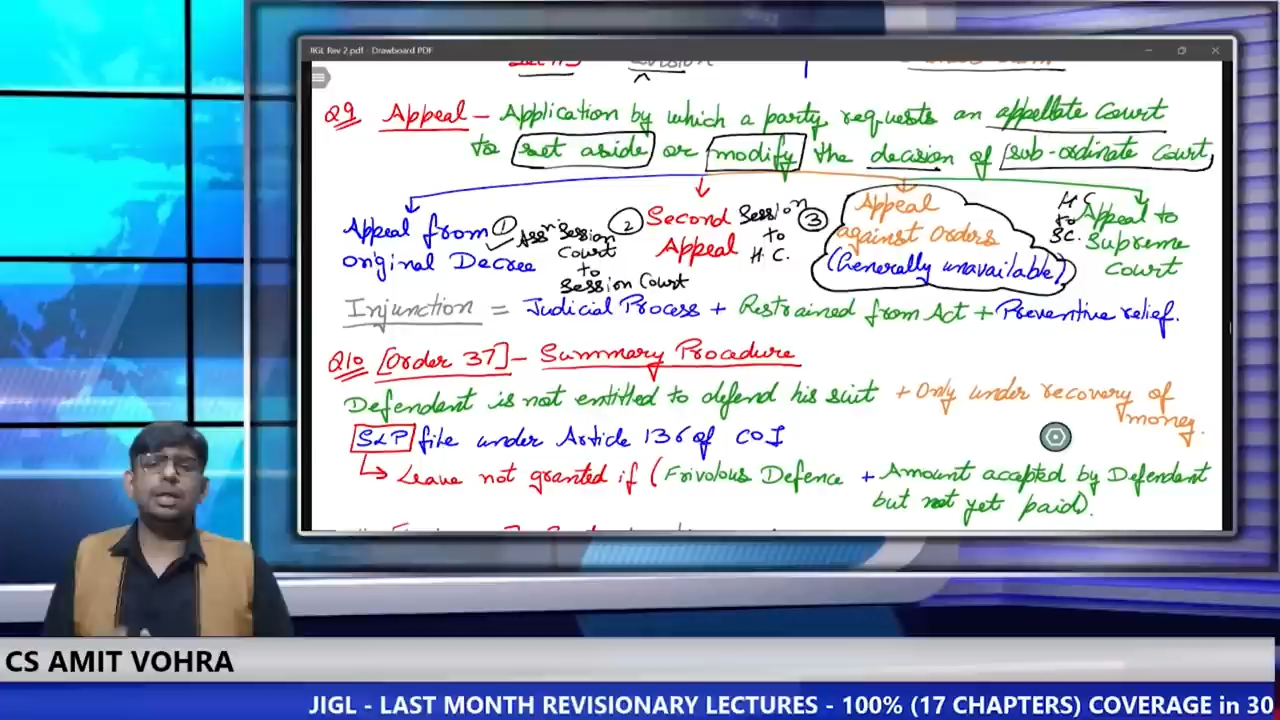 JIGL Rev 2.pdf - Drawboard PDF
Q9 Appeal - Application by which a party requests an appellate Court
to set aside or modify the decision of sub-ordinate Court
Appeal from original Decree
① Assn Session Court to Session Court
② Second Appeal
Session to H.C.
③ Appeal against Orders (Generally unavailable)
H C to SC.
Appeal to Supreme Court
Injunction = Judicial Process + Restrained from Act + Preventive relief.
Q10 [Order 37] - Summary Procedure
Defendent is not entitled to defend his suit + Only under recovery of money.
SLP file under Article 136 of COI
↳ Leave not granted if (Frivolous Defence + Amount accepted by Defendent
but not yet paid).
CS AMIT VOHRA
JIGL - LAST MONTH REVISIONARY LECTURES - 100% (17 CHAPTERS) COVERAGE in 30